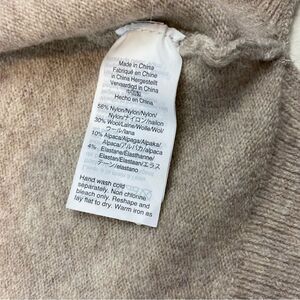 Made in China
Fabriqué en Chine
in China Hergestellt
Vervaardigd in China
Hecho en China
56% Nylon/Nylon/Nylon/
Nylon/ナイロン/nailon
30% Wool/Laine/Wolle/Wol/
ウール/lana
10% Alpaca/Alpaga/Alpaka/
Alpaca/アルパカ/alpaca
4% Elastane/Elasthanne/
Elastan/Elastaan/エラス
テーン/elastano
Hand wash cold
separately. Non chlorine
bleach only. Reshape and
lay flat to dry. Warm iron as